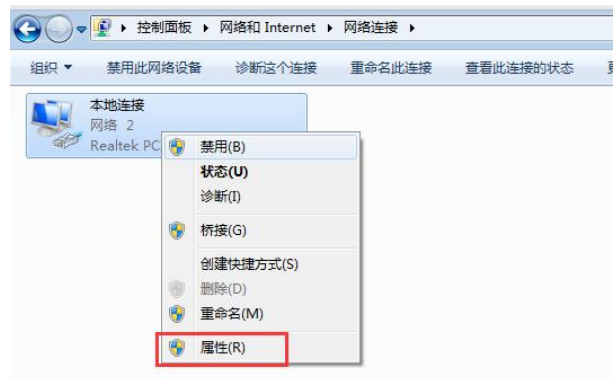 控制面板 ▸ 网络和 Internet ▸ 网络连接 ▸
组织 ▼ 禁用此网络设备 诊断这个连接 重命名此连接 查看此连接的状态
本地连接
网络 2
Realtek PC
禁用(B)
状态(U)
诊断(I)
桥接(G)
创建快捷方式(S)
删除(D)
重命名(M)
属性(R)